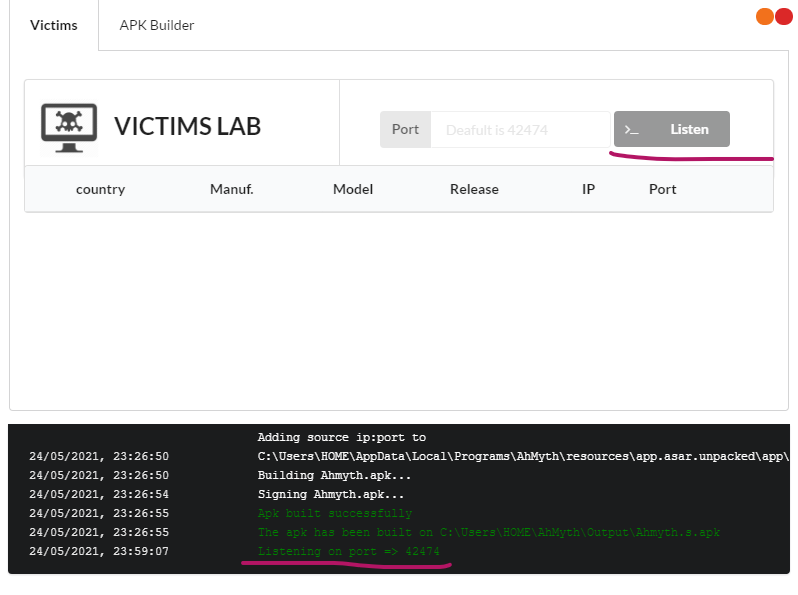 Victims APK Builder
VICTIMS LAB Port Deafult is 42474 >_ Listen
country Manuf. Model Release IP Port
Adding source ip:port to
24/05/2021, 23:26:50 C:\Users\HOME\AppData\Local\Programs\AhMyth\resources\app.asar.unpacked\app\
24/05/2021, 23:26:50 Building Ahmyth.apk...
24/05/2021, 23:26:54 Signing Ahmyth.apk...
24/05/2021, 23:26:55 Apk built successfully
24/05/2021, 23:26:55 The apk has been built on C:\Users\HOME\AhMyth\Output\Ahmyth.s.apk
24/05/2021, 23:59:07 Listening on port => 42474